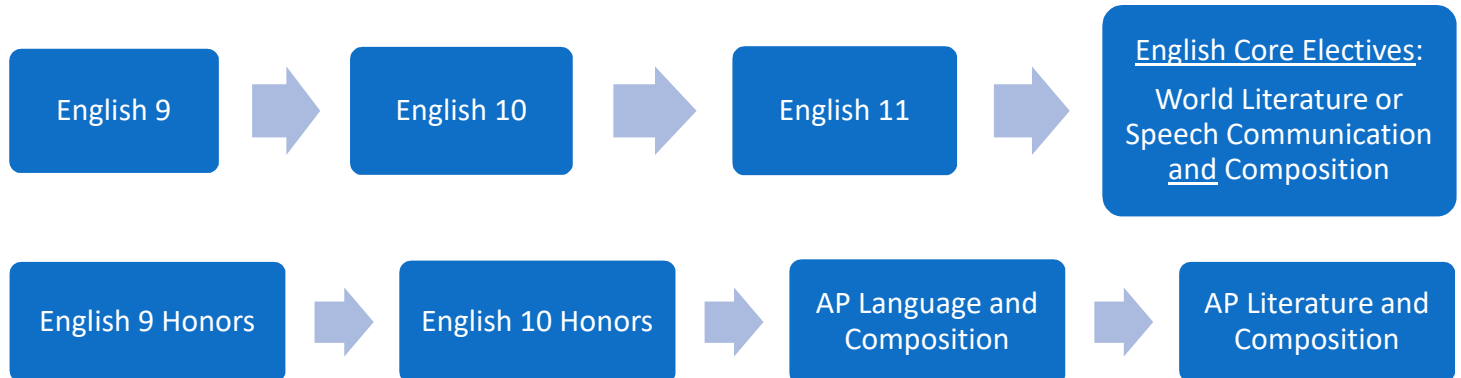 English 9
English 10
English 11
English Core Electives:
World Literature or
Speech Communication
and Composition
English 9 Honors
English 10 Honors
AP Language and
Composition
AP Literature and
Composition